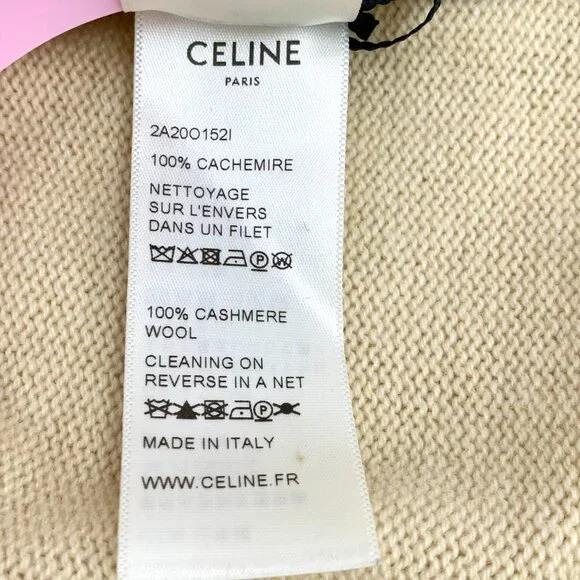 CELINE
PARIS
2A20O152I
100% CACHEMIRE
NETTOYAGE
SUR L'ENVERS
DANS UN FILET
100% CASHMERE
WOOL
CLEANING ON
REVERSE IN A NET
MADE IN ITALY
WWW.CELINE.FR